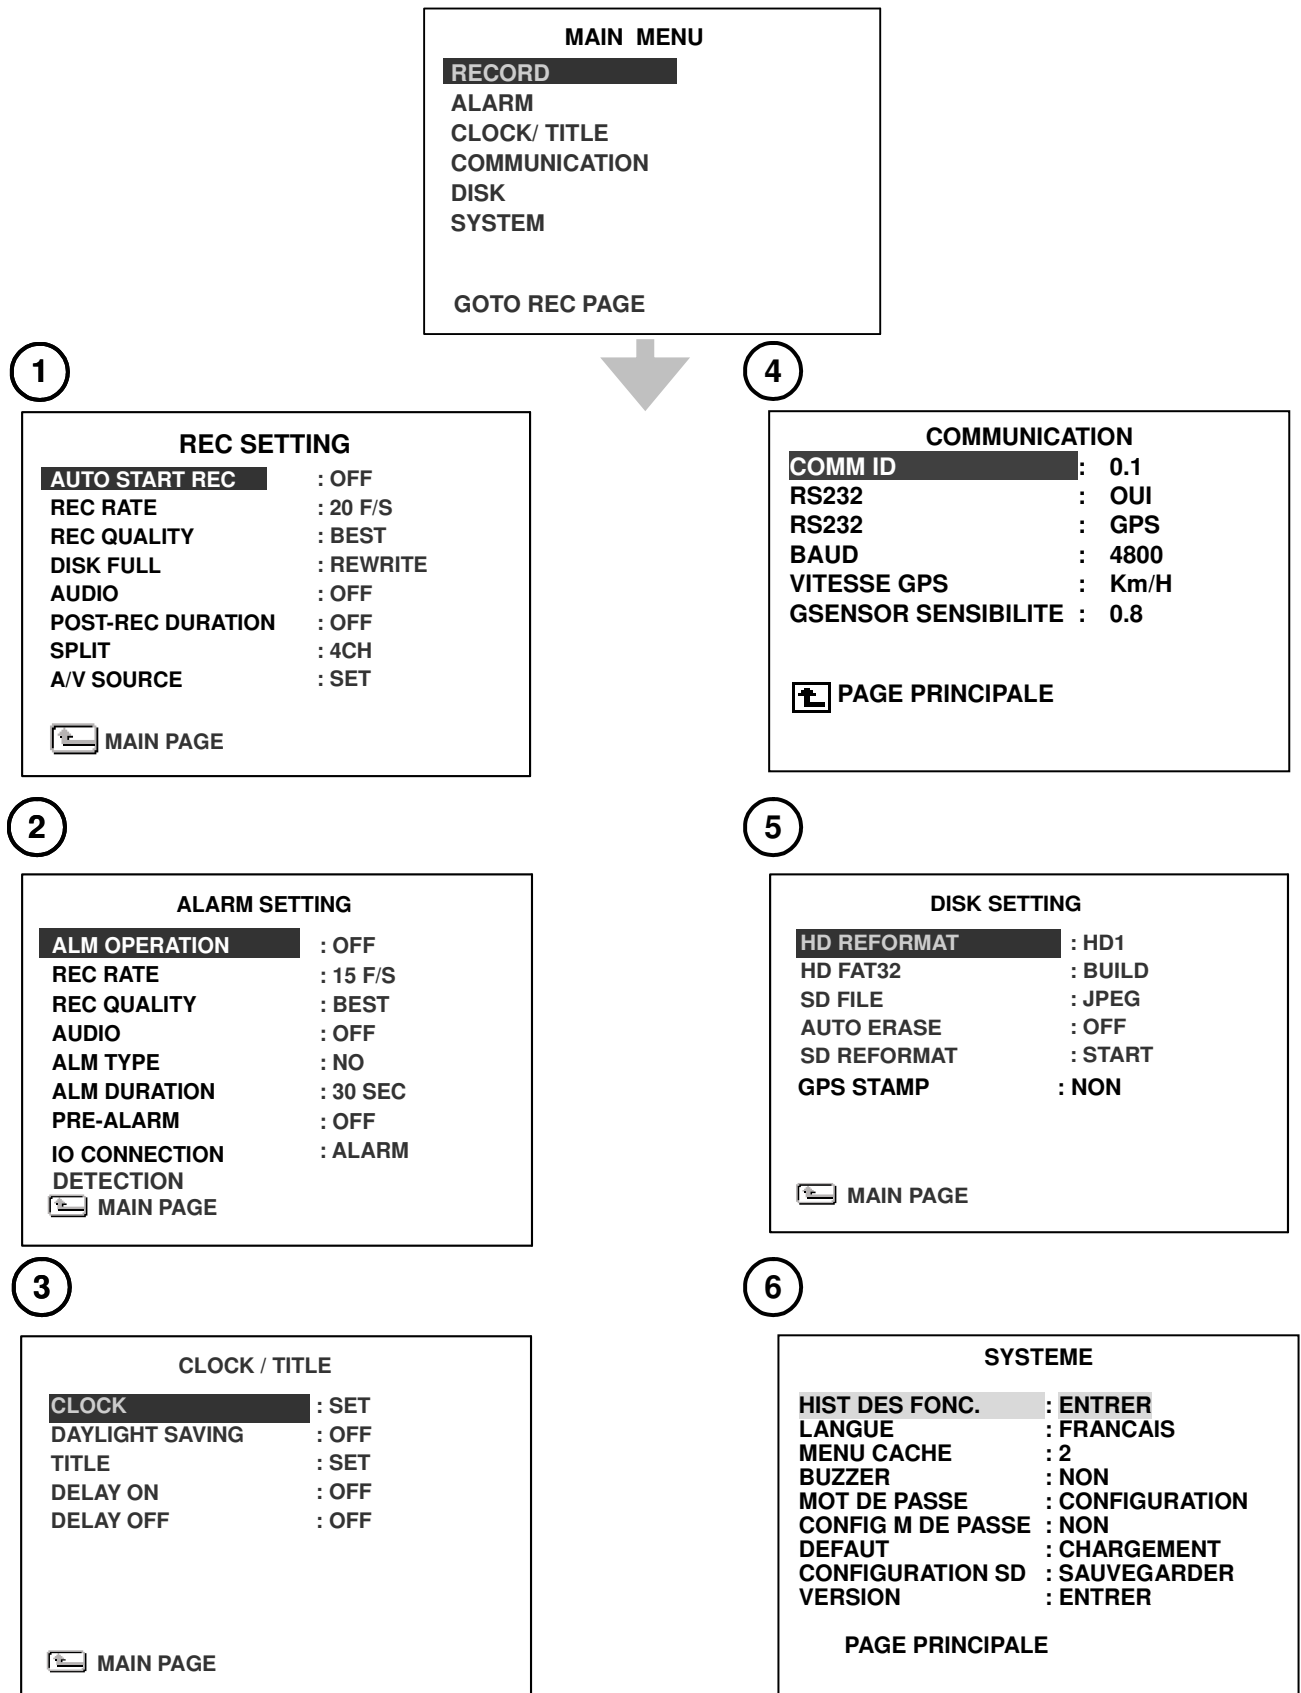 MAIN MENU
RECORD
ALARM
CLOCK/ TITLE
COMMUNICATION
DISK
SYSTEM
GOTO REC PAGE
1
REC SETTING
AUTO START REC : OFF
REC RATE : 20 F/S
REC QUALITY : BEST
DISK FULL : REWRITE
AUDIO : OFF
POST-REC DURATION : OFF
SPLIT : 4CH
A/V SOURCE : SET
MAIN PAGE
2
ALARM SETTING
ALM OPERATION : OFF
REC RATE : 15 F/S
REC QUALITY : BEST
AUDIO : OFF
ALM TYPE : NO
ALM DURATION : 30 SEC
PRE-ALARM : OFF
IO CONNECTION : ALARM
DETECTION
MAIN PAGE
3
CLOCK / TITLE
CLOCK : SET
DAYLIGHT SAVING : OFF
TITLE : SET
DELAY ON : OFF
DELAY OFF : OFF
MAIN PAGE
4
COMMUNICATION
COMM ID : 0.1
RS232 : OUI
RS232 : GPS
BAUD : 4800
VITESSE GPS : Km/H
GSENSOR SENSIBILITE : 0.8
PAGE PRINCIPALE
5
DISK SETTING
HD REFORMAT : HD1
HD FAT32 : BUILD
SD FILE : JPEG
AUTO ERASE : OFF
SD REFORMAT : START
GPS STAMP : NON
MAIN PAGE
6
SYSTEME
HIST DES FONC. : ENTRER
LANGUE : FRANCAIS
MENU CACHE : 2
BUZZER : NON
MOT DE PASSE : CONFIGURATION
CONFIG M DE PASSE : NON
DEFAUT : CHARGEMENT
CONFIGURATION SD : SAUVEGARDER
VERSION : ENTRER
PAGE PRINCIPALE